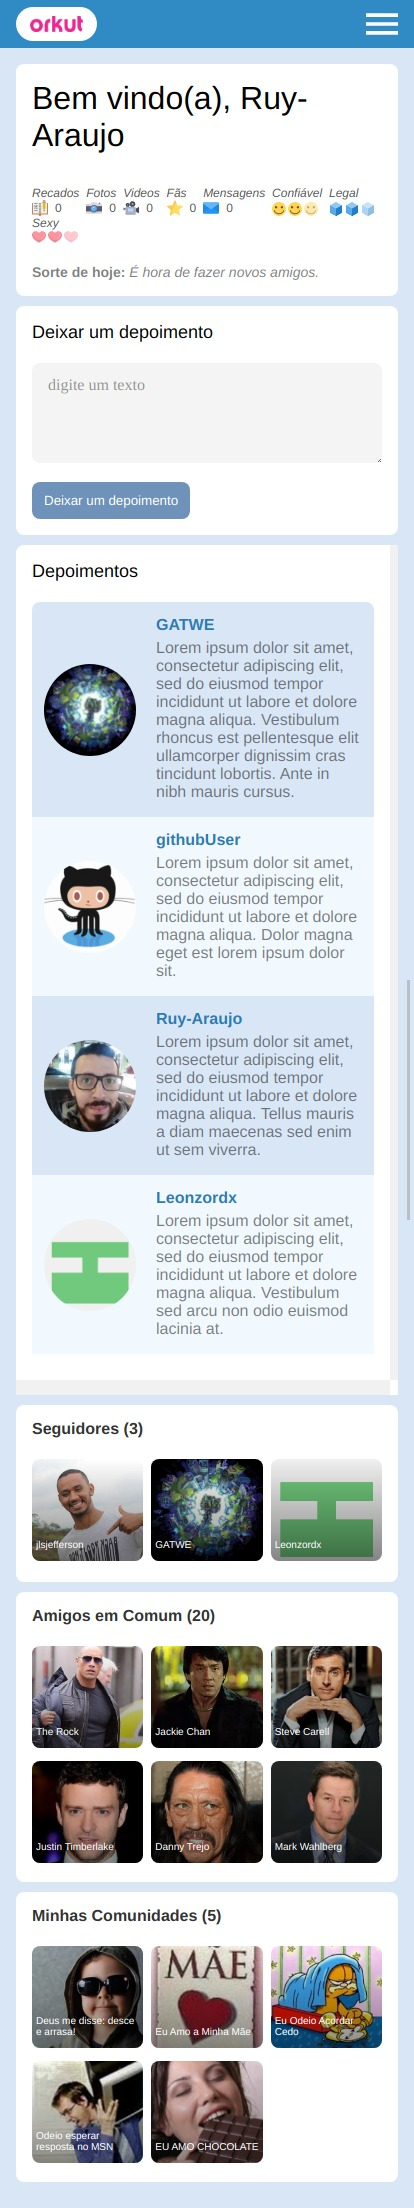 orkut
Bem vindo(a), Ruy-
Araujo
Recados Fotos Videos Fãs Mensagens Confiável Legal
0 0 0 0 0
Sexy
Sorte de hoje: É hora de fazer novos amigos.
Deixar um depoimento
digite um texto
Deixar um depoimento
Depoimentos
GATWE
Lorem ipsum dolor sit amet,
consectetur adipiscing elit,
sed do eiusmod tempor
incididunt ut labore et dolore
magna aliqua. Vestibulum
rhoncus est pellentesque elit
ullamcorper dignissim cras
tincidunt lobortis. Ante in
nibh mauris cursus.
githubUser
Lorem ipsum dolor sit amet,
consectetur adipiscing elit,
sed do eiusmod tempor
incididunt ut labore et dolore
magna aliqua. Dolor magna
eget est lorem ipsum dolor
sit.
Ruy-Araujo
Lorem ipsum dolor sit amet,
consectetur adipiscing elit,
sed do eiusmod tempor
incididunt ut labore et dolore
magna aliqua. Tellus mauris
a diam maecenas sed enim
ut sem viverra.
Leonzordx
Lorem ipsum dolor sit amet,
consectetur adipiscing elit,
sed do eiusmod tempor
incididunt ut labore et dolore
magna aliqua. Vestibulum
sed arcu non odio euismod
lacinia at.
Seguidores (3)
jlsjefferson GATWE Leonzordx
Amigos em Comum (20)
The Rock Jackie Chan Steve Carell
Justin Timberlake Danny Trejo Mark Wahlberg
Minhas Comunidades (5)
MÃE
Deus me disse: desce
e arrasa!
Eu Amo a Minha Mãe
Eu Odeio Acordar
Cedo
Odeio esperar
resposta no MSN
EU AMO CHOCOLATE